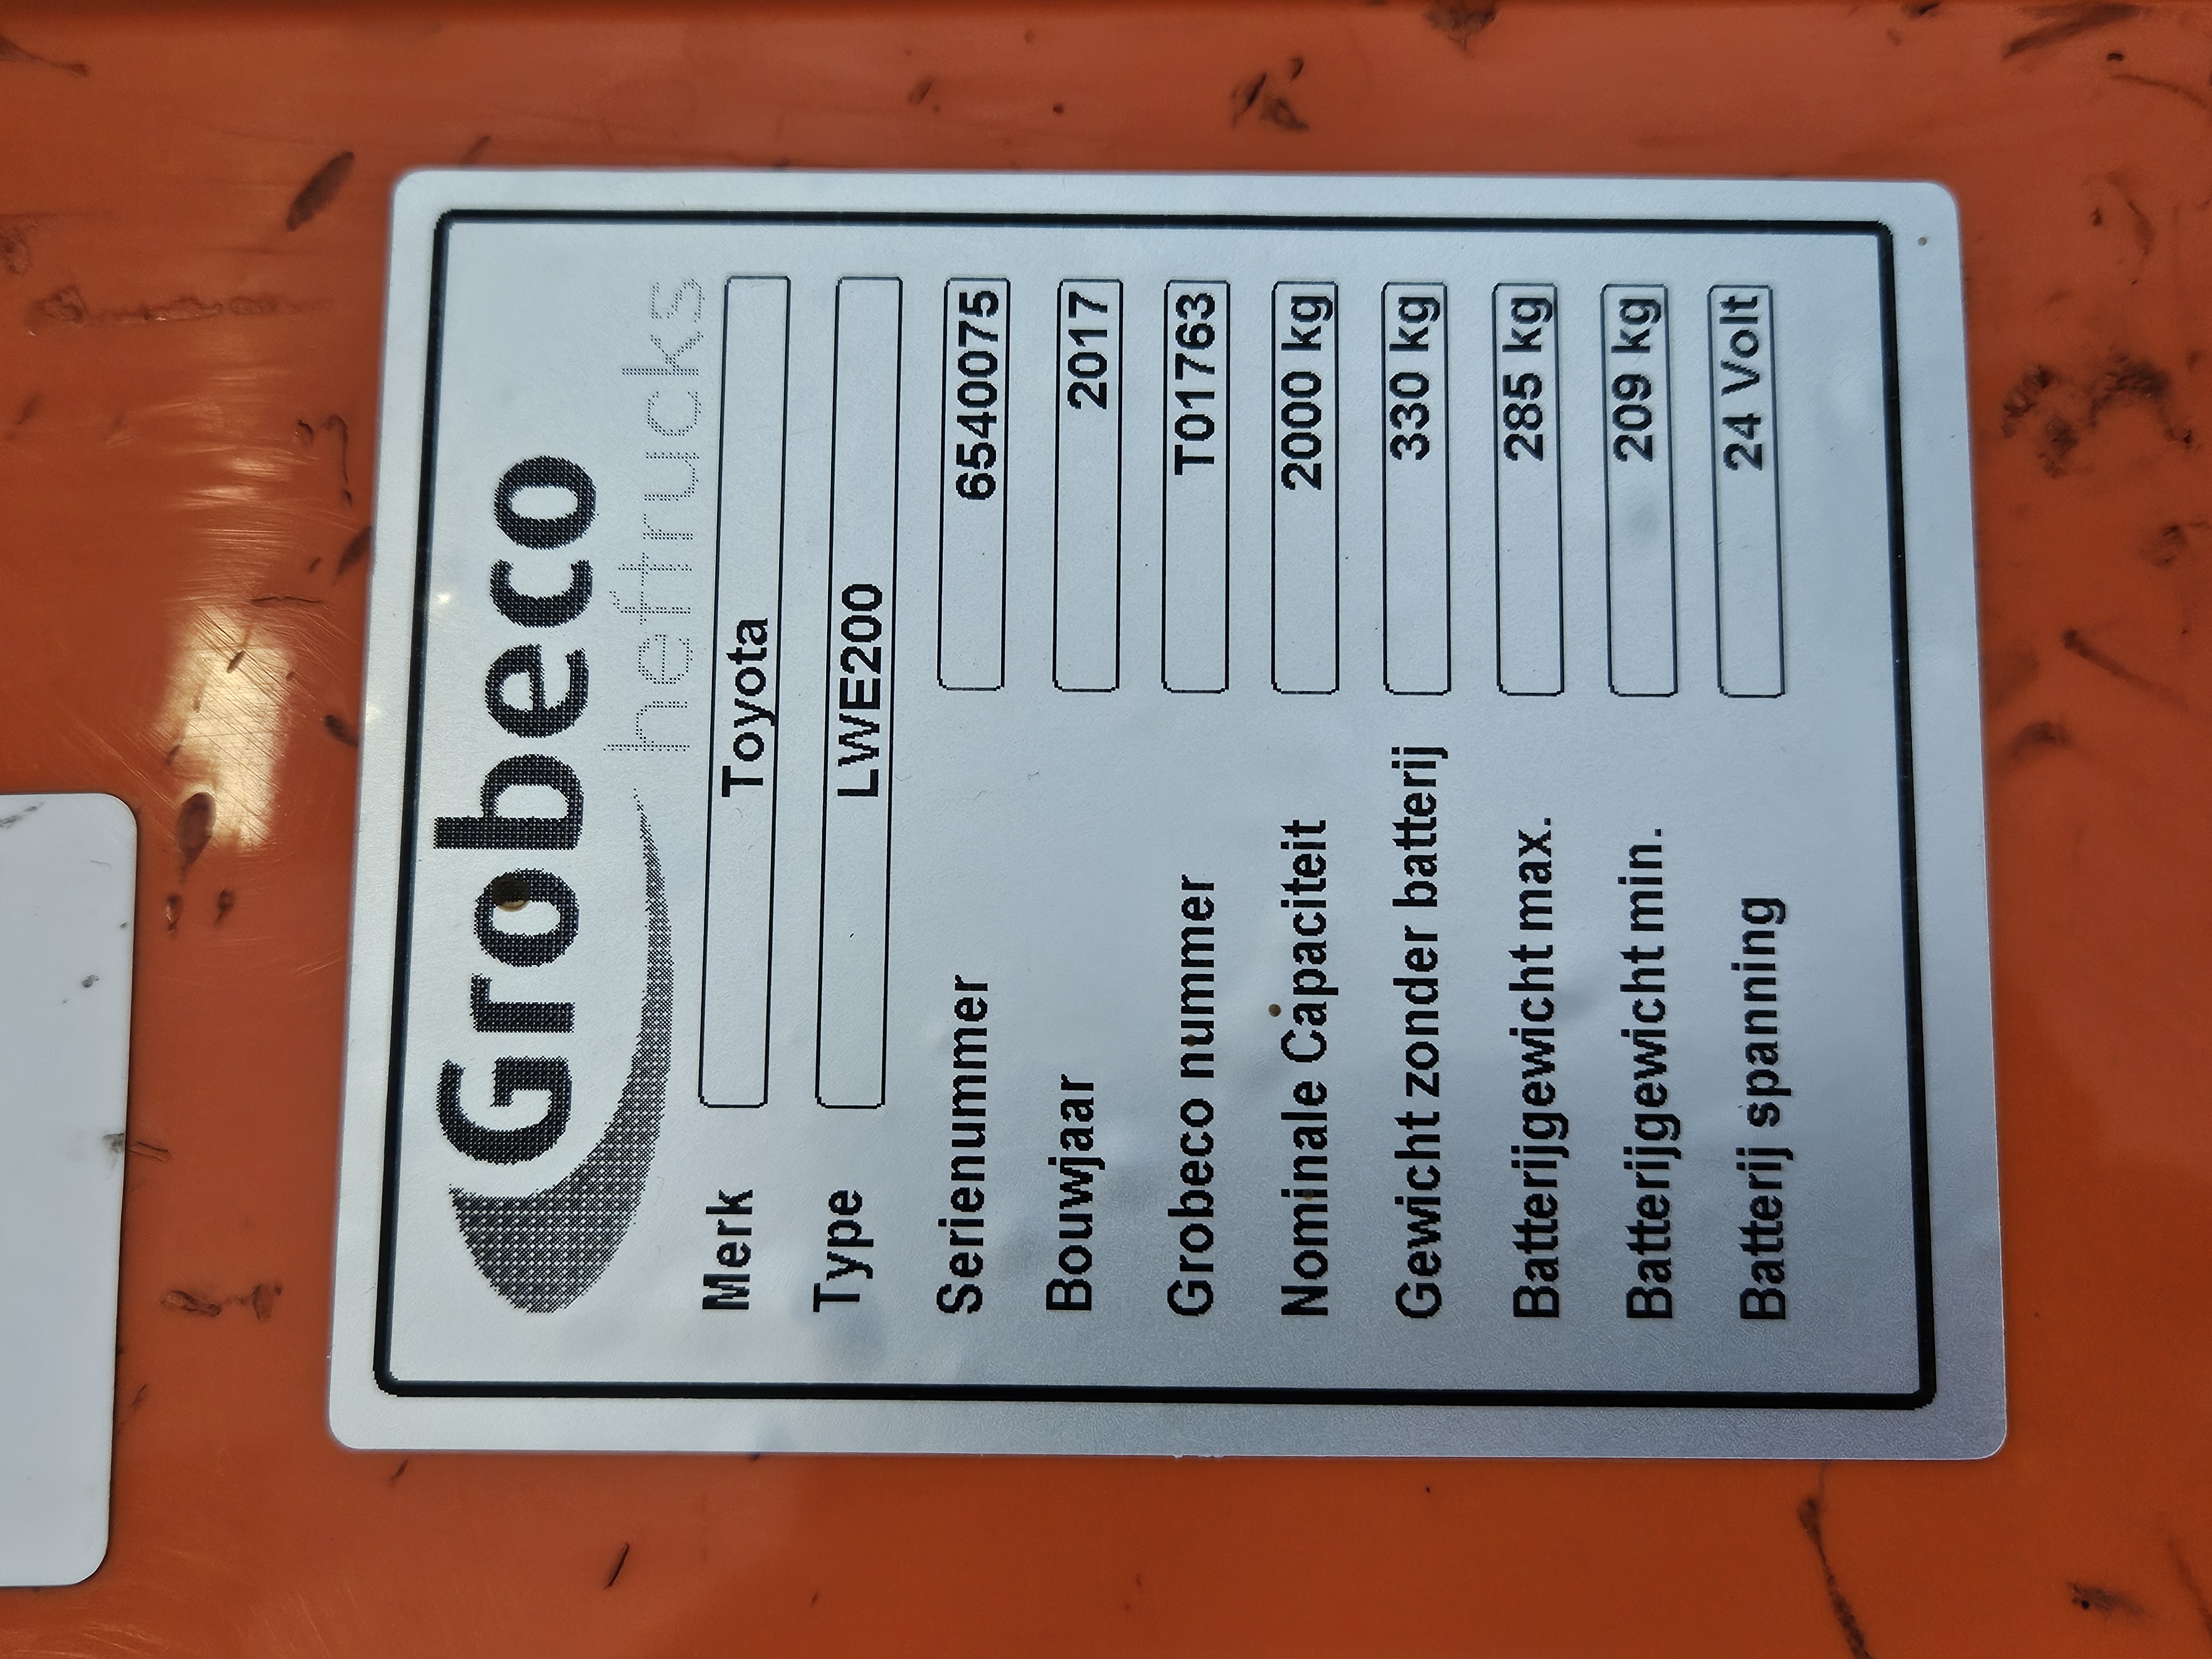 Grobeco
heftrucks
Merk Toyota
Type LWE200
Serienummer 6540075
Bouwjaar 2017
Grobeco nummer T01763
Nominale Capaciteit 2000 kg
Gewicht zonder batterij 330 kg
Batterijgewicht max. 285 kg
Batterijgewicht min. 209 kg
Batterij spanning 24 Volt